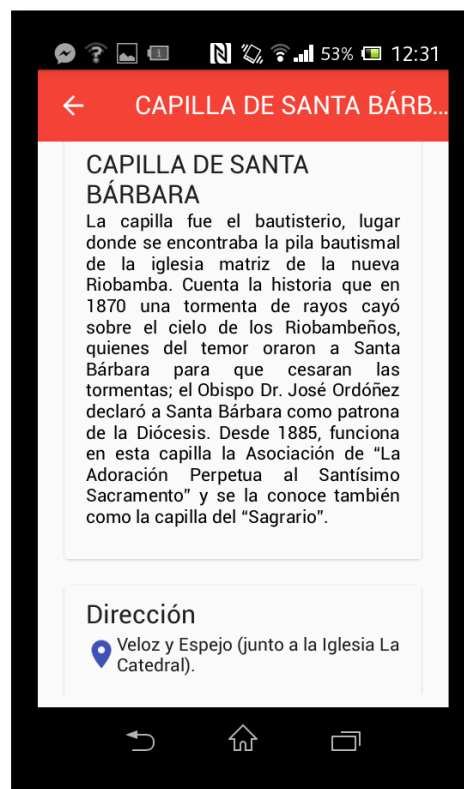 53% 12:31
CAPILLA DE SANTA BÁRB...
CAPILLA DE SANTA
BÁRBARA
La capilla fue el bautisterio, lugar
donde se encontraba la pila bautismal
de la iglesia matriz de la nueva
Riobamba. Cuenta la historia que en
1870 una tormenta de rayos cayó
sobre el cielo de los Riobambeños,
quienes del temor oraron a Santa
Bárbara para que cesaran las
tormentas; el Obispo Dr. José Ordóñez
declaró a Santa Bárbara como patrona
de la Diócesis. Desde 1885, funciona
en esta capilla la Asociación de “La
Adoración Perpetua al Santísimo
Sacramento” y se la conoce también
como la capilla del “Sagrario”.
Dirección
Veloz y Espejo (junto a la Iglesia La
Catedral).